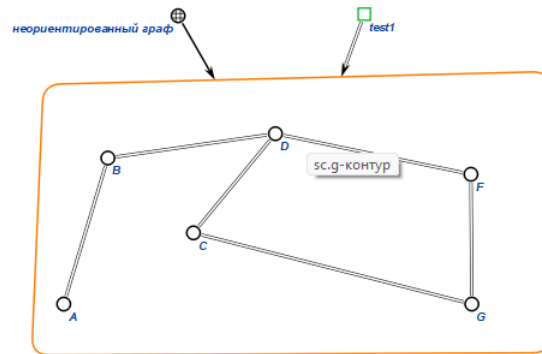 неориентированный граф
test1
D
B
sc.g-контур
F
C
A
G